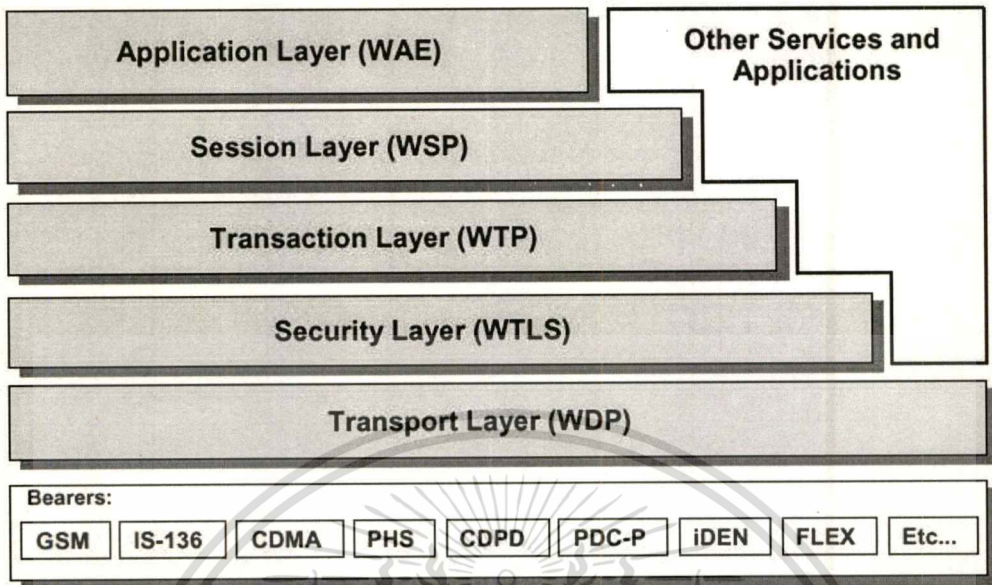 Application Layer (WAE)
Other Services and
Applications
Session Layer (WSP)
Transaction Layer (WTP)
Security Layer (WTLS)
Transport Layer (WDP)
Bearers:
GSM IS-136 CDMA PHS CDPD PDC-P iDEN FLEX Etc...